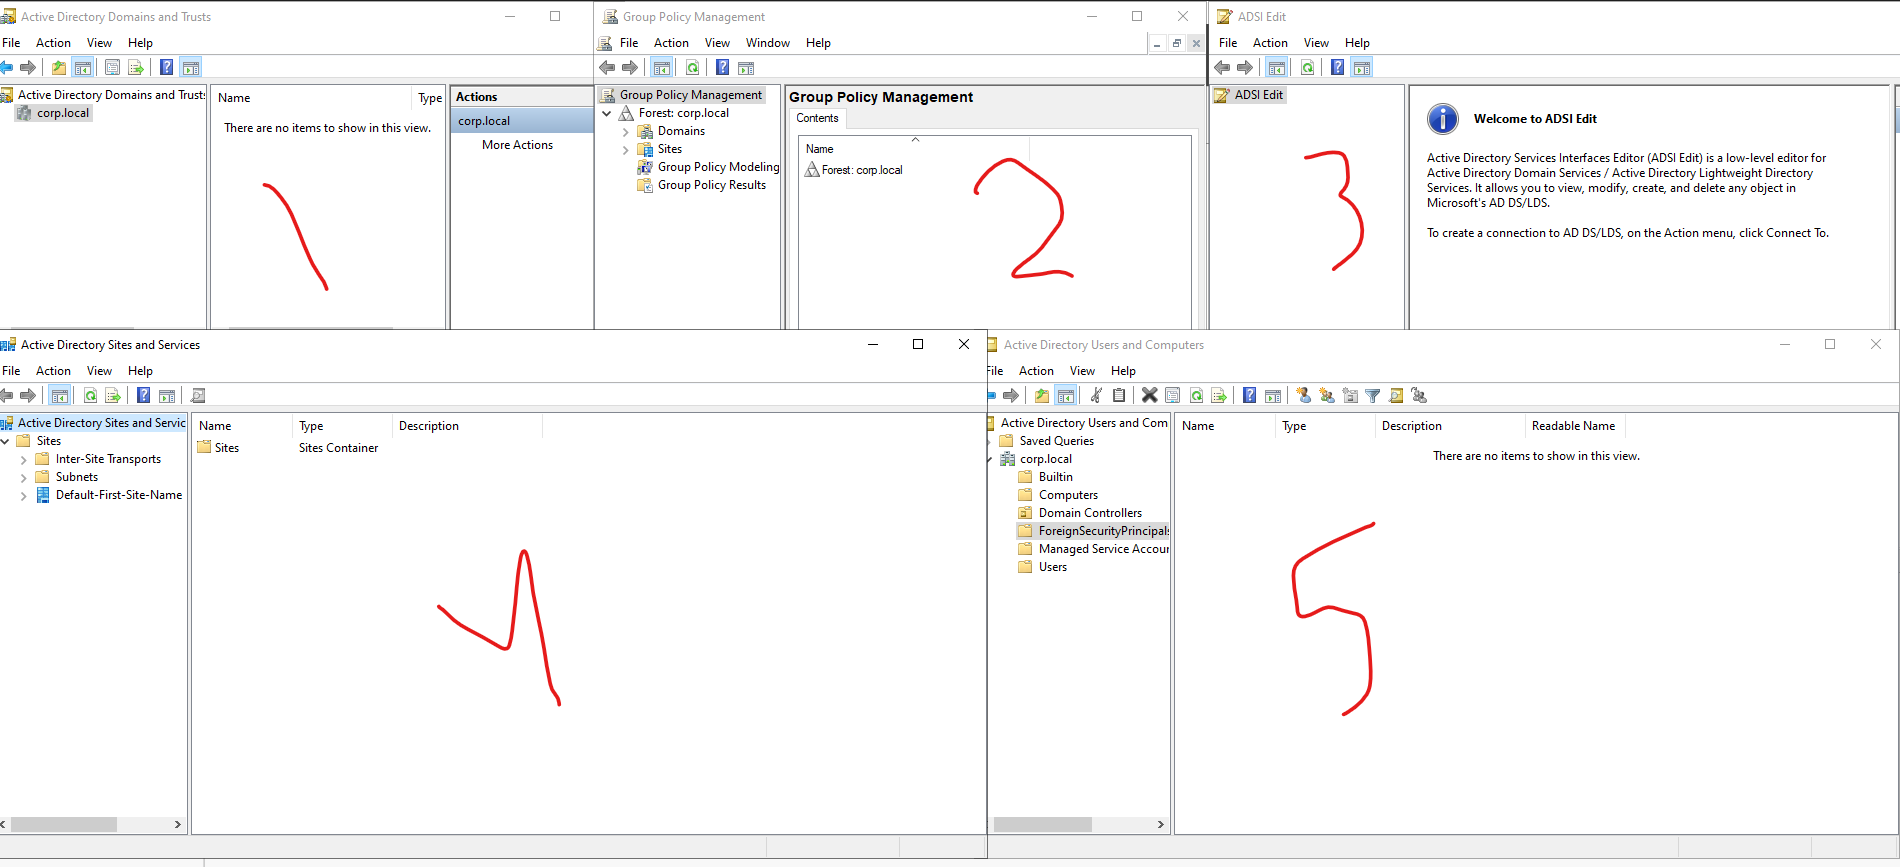 Active Directory Domains and Trusts
File Action View Help
Active Directory Domains and Trusts
corp.local
Name Type
There are no items to show in this view.
Actions
corp.local
More Actions
1
Group Policy Management
File Action View Window Help
Group Policy Management
Forest: corp.local
Domains
Sites
Group Policy Modeling
Group Policy Results
Group Policy Management
Contents
Name
Forest: corp.local
2
ADSI Edit
File Action View Help
ADSI Edit
Welcome to ADSI Edit
Active Directory Services Interfaces Editor (ADSI Edit) is a low-level editor for
Active Directory Domain Services / Active Directory Lightweight Directory
Services. It allows you to view, modify, create, and delete any object in
Microsoft's AD DS/LDS.
To create a connection to AD DS/LDS, on the Action menu, click Connect To.
3
Active Directory Sites and Services
File Action View Help
Active Directory Sites and Servic
Sites
Inter-Site Transports
Subnets
Default-First-Site-Name
Name Type Description
Sites Sites Container
4
Active Directory Users and Computers
File Action View Help
Active Directory Users and Com
Saved Queries
corp.local
Builtin
Computers
Domain Controllers
ForeignSecurityPrincipals
Managed Service Accour
Users
Name Type Description Readable Name
There are no items to show in this view.
5